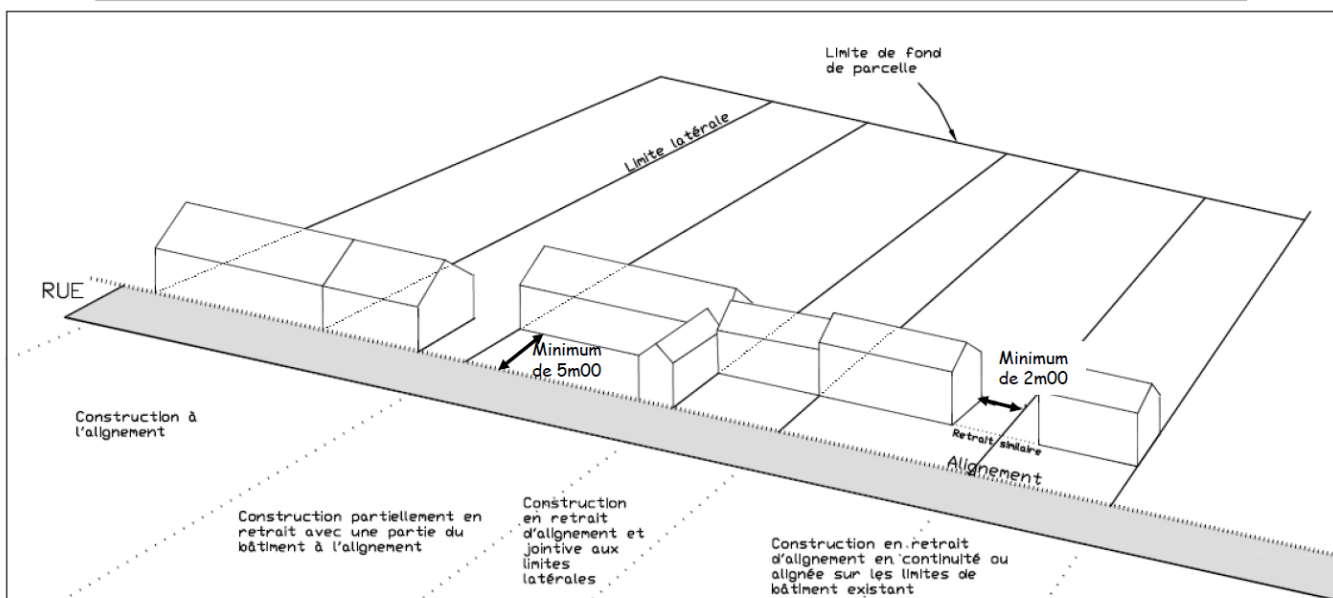 Limite de fond
de parcelle
Limite latérale
RUE
Minimum
de 5m00
Minimum
de 2m00
Retrait similaire
Alignement
Construction à
l'alignement
Construction partiellement en
retrait avec une partie du
bâtiment à l'alignement
Construction
en retrait
d'alignement et
jointive aux
limites
latérales
Construction en retrait
d'alignement en continuité ou
alignée sur les limites de
bâtiment existant